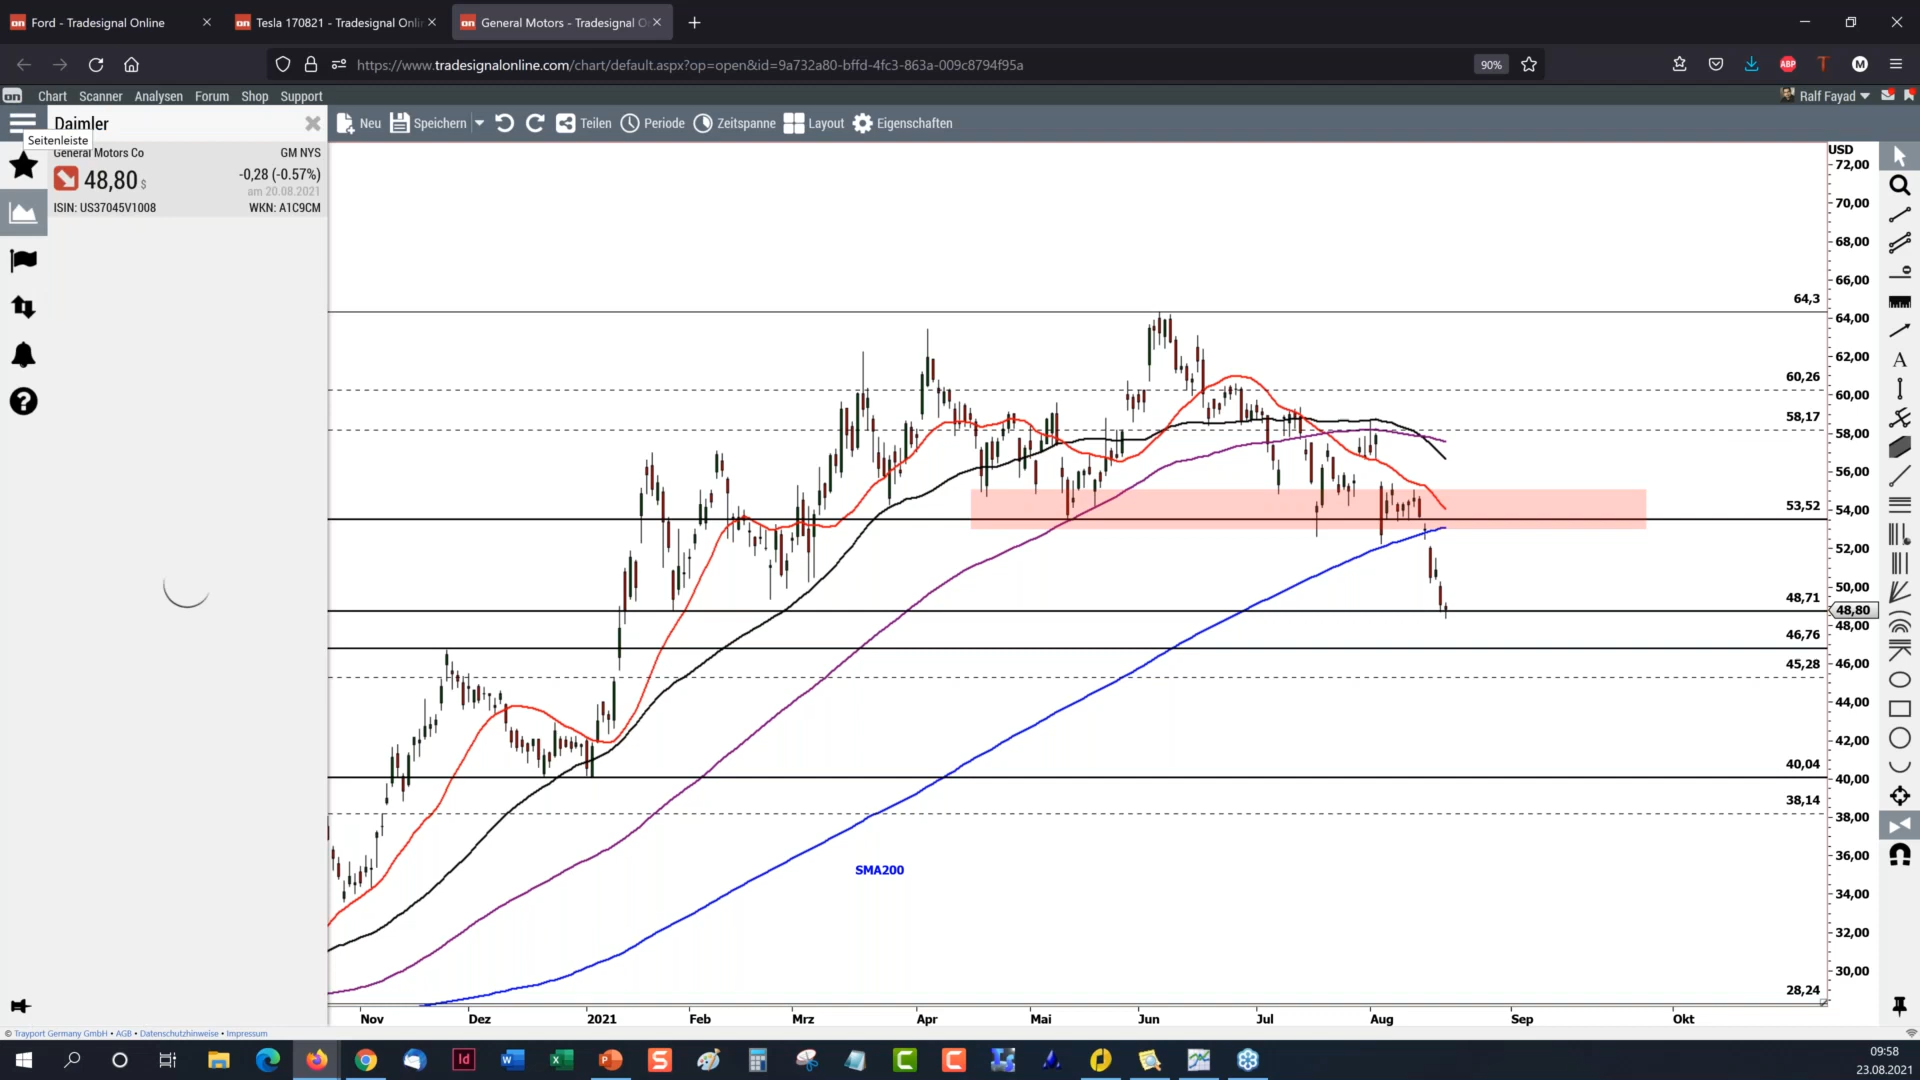 Ford - Tradesignal Online
Tesla 170821 - Tradesignal Onli
General Motors - Tradesignal O
https://www.tradesignalonline.com/chart/default.aspx?op=open&id=9a732a80-bffd-4fc3-863a-009c8794f95a
90%
ABP
T
M
on Chart Scanner Analysen Forum Shop Support
Ralf Fayad
Daimler
Seitenleiste
Neu Speichern Teilen Periode Zeitspanne Layout Eigenschaften
General Motors Co GM NYS
48,80 $ -0,28 (-0.57%)
am 20.08.2021
ISIN: US37045V1008 WKN: A1C9CM
USD
72,00
70,00
68,00
66,00
64,3
64,00
62,00
60,26
60,00
58,17
58,00
56,00
53,52
54,00
52,00
50,00
48,71
48,80
48,00
46,76
45,28
46,00
44,00
42,00
40,04
40,00
38,14
38,00
36,00
SMA200
34,00
32,00
30,00
28,24
Nov Dez 2021 Feb Mrz Apr Mai Jun Jul Aug Sep Okt
© Trayport Germany GmbH • AGB • Datenschutzhinweise • Impressum
09:58
23.08.2021